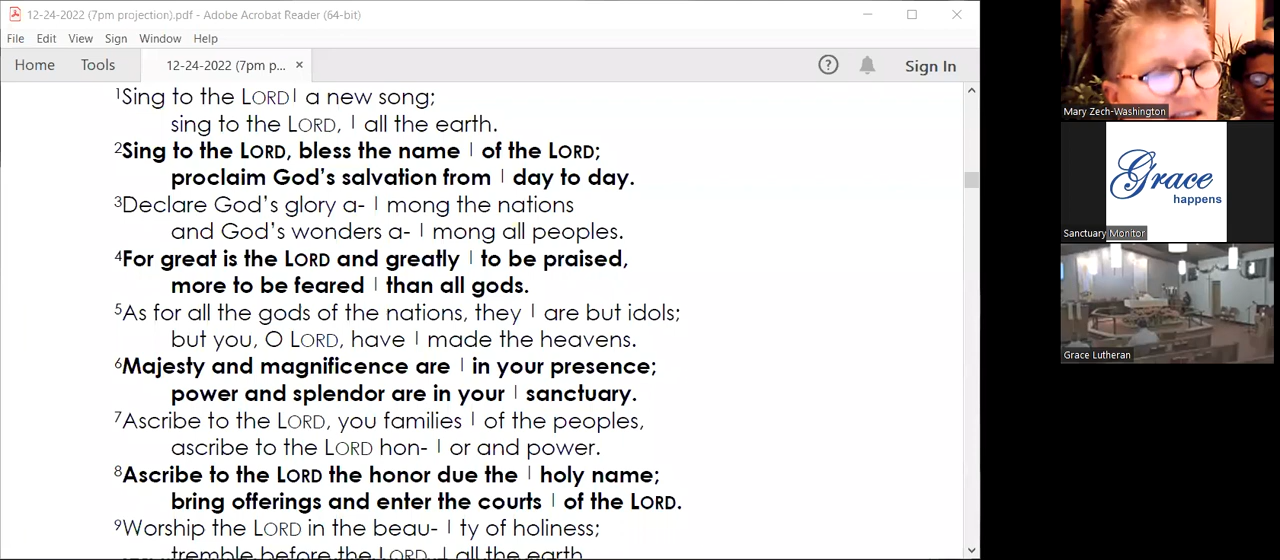 12-24-2022 (7pm projection).pdf - Adobe Acrobat Reader (64-bit)
File Edit View Sign Window Help
Home Tools 12-24-2022 (7pm p... × Sign In
1Sing to the LORD| a new song;
sing to the LORD, | all the earth.
2Sing to the LORD, bless the name | of the LORD;
proclaim God’s salvation from | day to day.
3Declare God’s glory a- | mong the nations
and God’s wonders a- | mong all peoples.
4For great is the LORD and greatly | to be praised,
more to be feared | than all gods.
5As for all the gods of the nations, they | are but idols;
but you, O LORD, have | made the heavens.
6Majesty and magnificence are | in your presence;
power and splendor are in your | sanctuary.
7Ascribe to the LORD, you families | of the peoples,
ascribe to the LORD hon- | or and power.
8Ascribe to the LORD the honor due the | holy name;
bring offerings and enter the courts | of the LORD.
9Worship the LORD in the beau- | ty of holiness;
tremble before the LORD, | all the earth
Mary Zech-Washington
Grace
happens
Sanctuary Monitor
Grace Lutheran